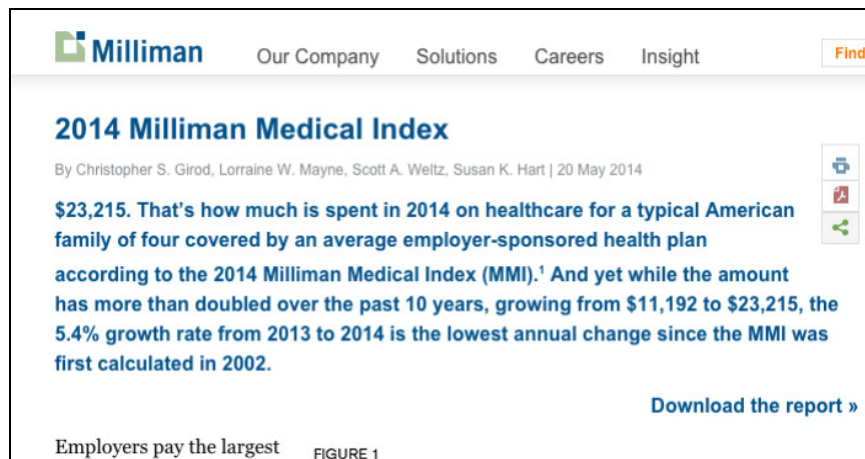 Milliman Our Company Solutions Careers Insight Find
2014 Milliman Medical Index
By Christopher S. Girod, Lorraine W. Mayne, Scott A. Weltz, Susan K. Hart | 20 May 2014
$23,215. That's how much is spent in 2014 on healthcare for a typical American
family of four covered by an average employer-sponsored health plan
according to the 2014 Milliman Medical Index (MMI).¹ And yet while the amount
has more than doubled over the past 10 years, growing from $11,192 to $23,215, the
5.4% growth rate from 2013 to 2014 is the lowest annual change since the MMI was
first calculated in 2002.
Download the report »
Employers pay the largest
FIGURE 1